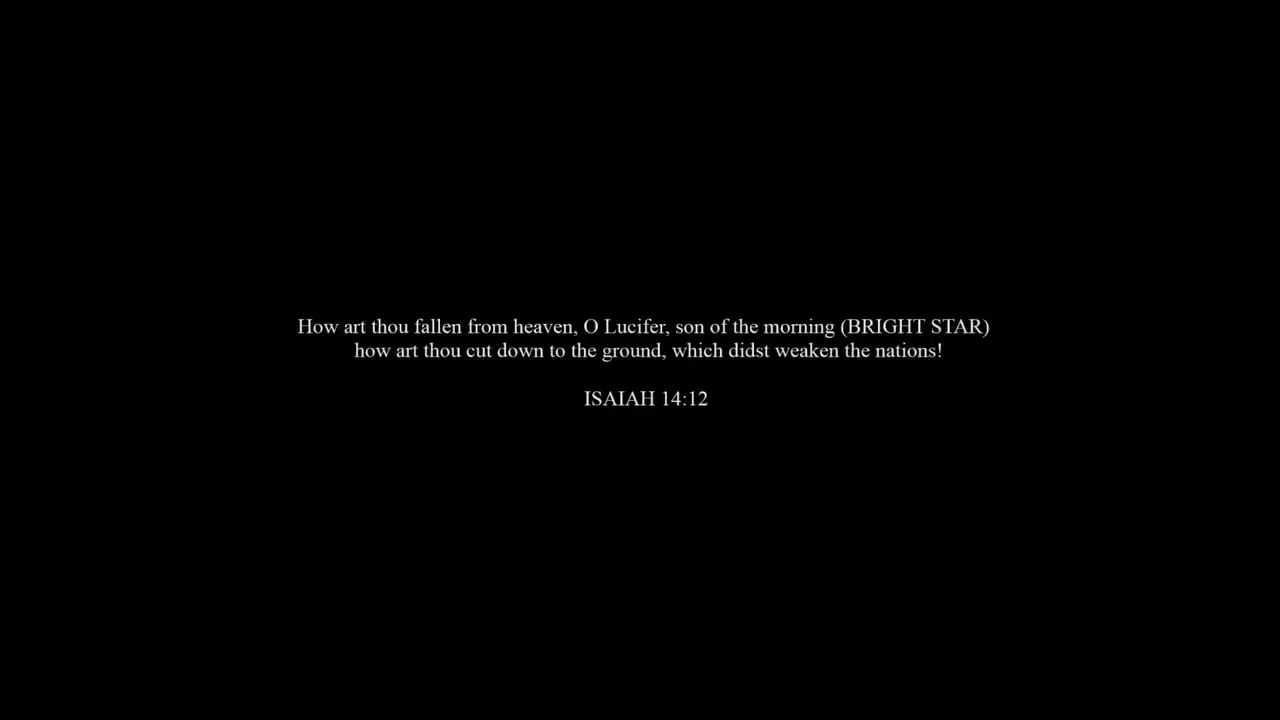 How art thou fallen from heaven, O Lucifer, son of the morning (BRIGHT STAR)
how art thou cut down to the ground, which didst weaken the nations!
ISAIAH 14:12